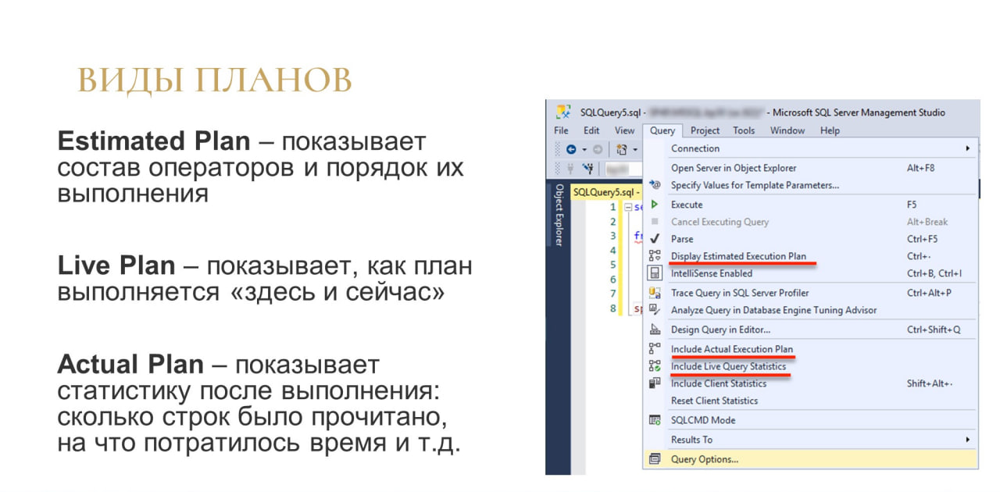 ВИДЫ ПЛАНОВ
Estimated Plan – показывает
состав операторов и порядок их
выполнения
Live Plan – показывает, как план
выполняется «здесь и сейчас»
Actual Plan – показывает
статистику после выполнения:
сколько строк было прочитано,
на что потратилось время и т.д.
SQLQuery5.sql - - Microsoft SQL Server Management Studio
File Edit View Query Project Tools Window Help
Object Explorer
SQLQuery5.sql -
1 se
2
3 fr
4
5
6
7
8 sp
Connection
Open Server in Object Explorer Alt+F8
Specify Values for Template Parameters...
Execute F5
Cancel Executing Query Alt+Break
Parse Ctrl+F5
Display Estimated Execution Plan Ctrl+·
IntelliSense Enabled Ctrl+B, Ctrl+I
Trace Query in SQL Server Profiler Ctrl+Alt+P
Analyze Query in Database Engine Tuning Advisor
Design Query in Editor... Ctrl+Shift+Q
Include Actual Execution Plan
Include Live Query Statistics
Include Client Statistics Shift+Alt+·
Reset Client Statistics
SQLCMD Mode
Results To
Query Options...